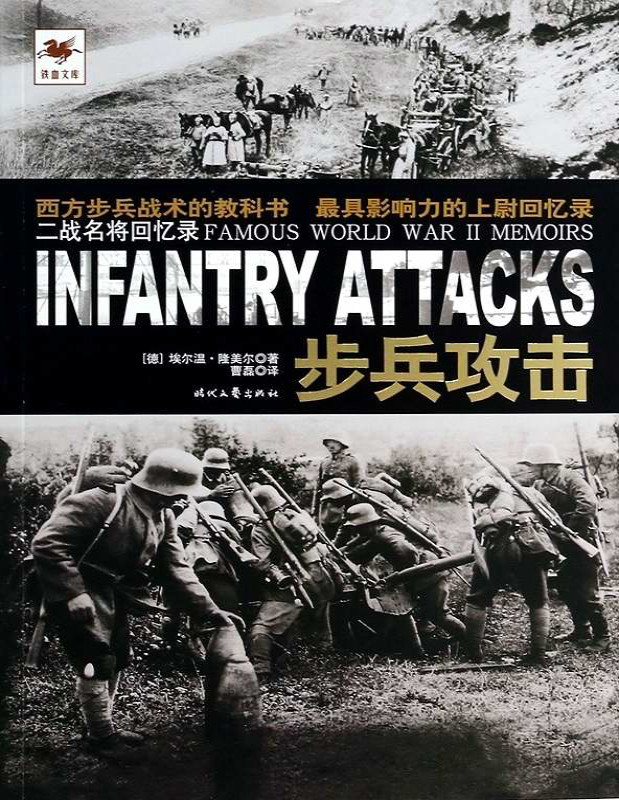 铁血文库
西方步兵战术的教科书 最具影响力的上尉回忆录
二战名将回忆录 FAMOUS WORLD WAR II MEMOIRS
INFANTRY ATTACKS
[德] 埃尔温·隆美尔◎著
曹磊◎译
步兵攻击
时代文艺出版社